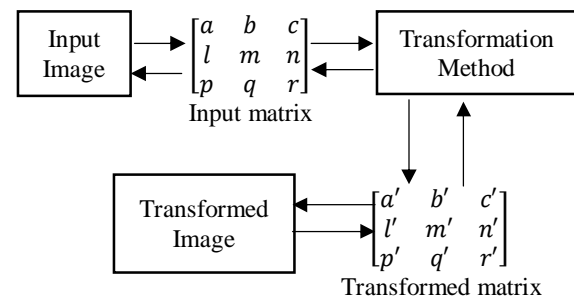 Input
Image
a b c
l m n
p q r
Input matrix
Transformation
Method
Transformed
Image
a′ b′ c′
l′ m′ n′
p′ q′ r′
Transformed matrix